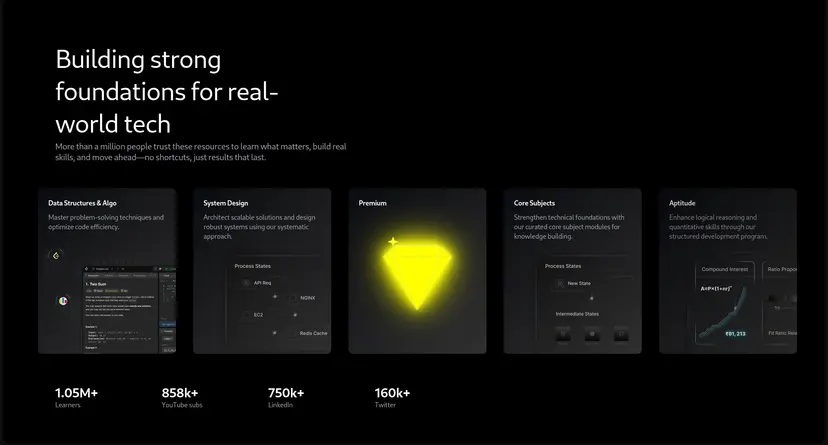 Building strong
foundations for real-
world tech
More than a million people trust these resources to learn what matters, build real
skills, and move ahead—no shortcuts, just results that last.
Data Structures & Algo
Master problem-solving techniques and
optimize code efficiency.
1. Two Sum
System Design
Architect scalable solutions and design
robust systems using our systematic
approach.
Process States
API Req
NGINX
EC2
Redis Cache
Premium
Core Subjects
Strengthen technical foundations with
our curated core subject modules for
knowledge building.
Process States
New State
Intermediate States
Aptitude
Enhance logical reasoning and
quantitative skills through our
structured development program.
Compound Interest
Ratio Propo
A=P×(1+nr)ⁿ
₹91,213
Fit Ratio Rela
1.05M+
Learners
858k+
YouTube subs
750k+
LinkedIn
160k+
Twitter